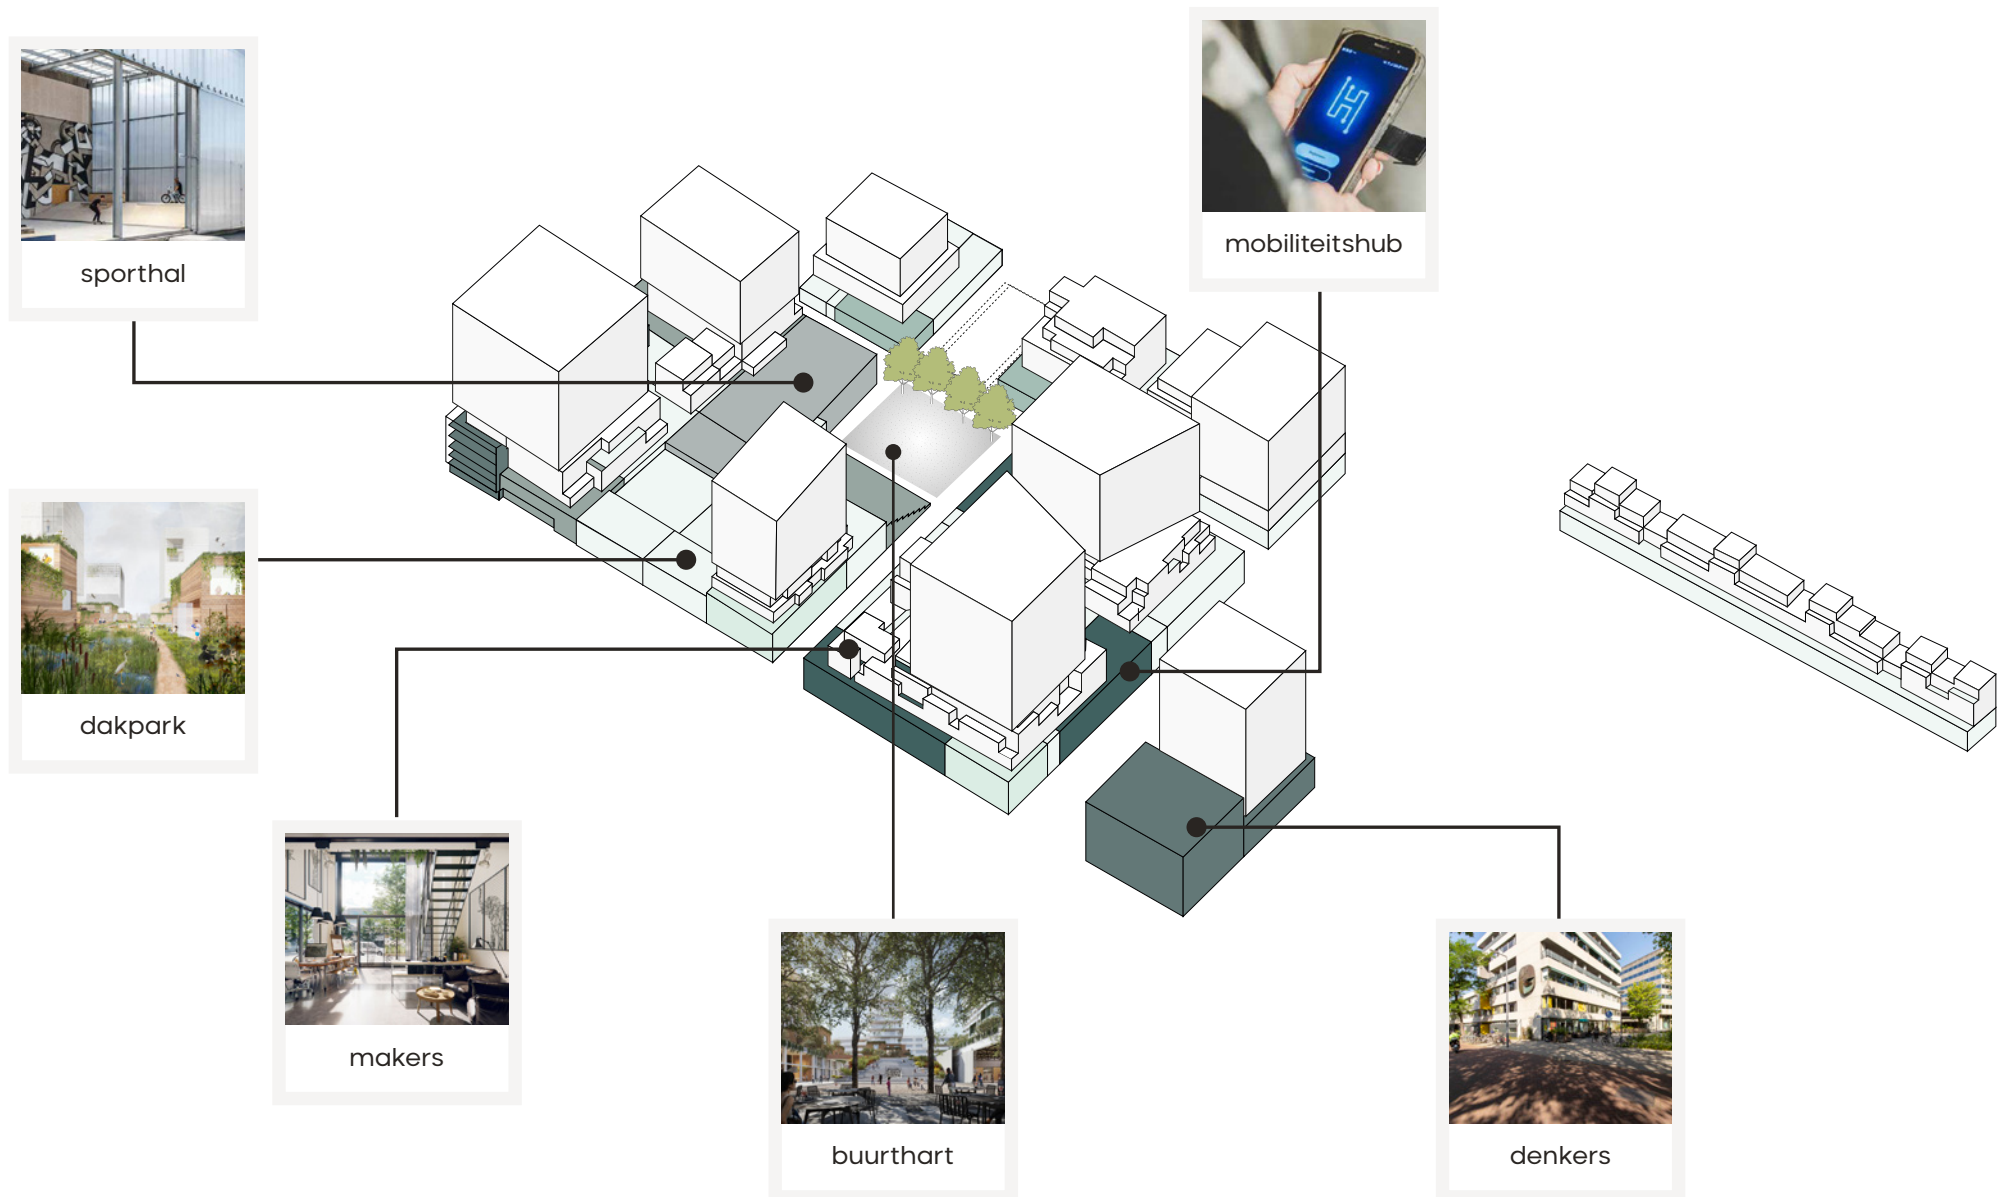 mobiliteitshub
sporthal
dakpark
makers
buurthart
denkers